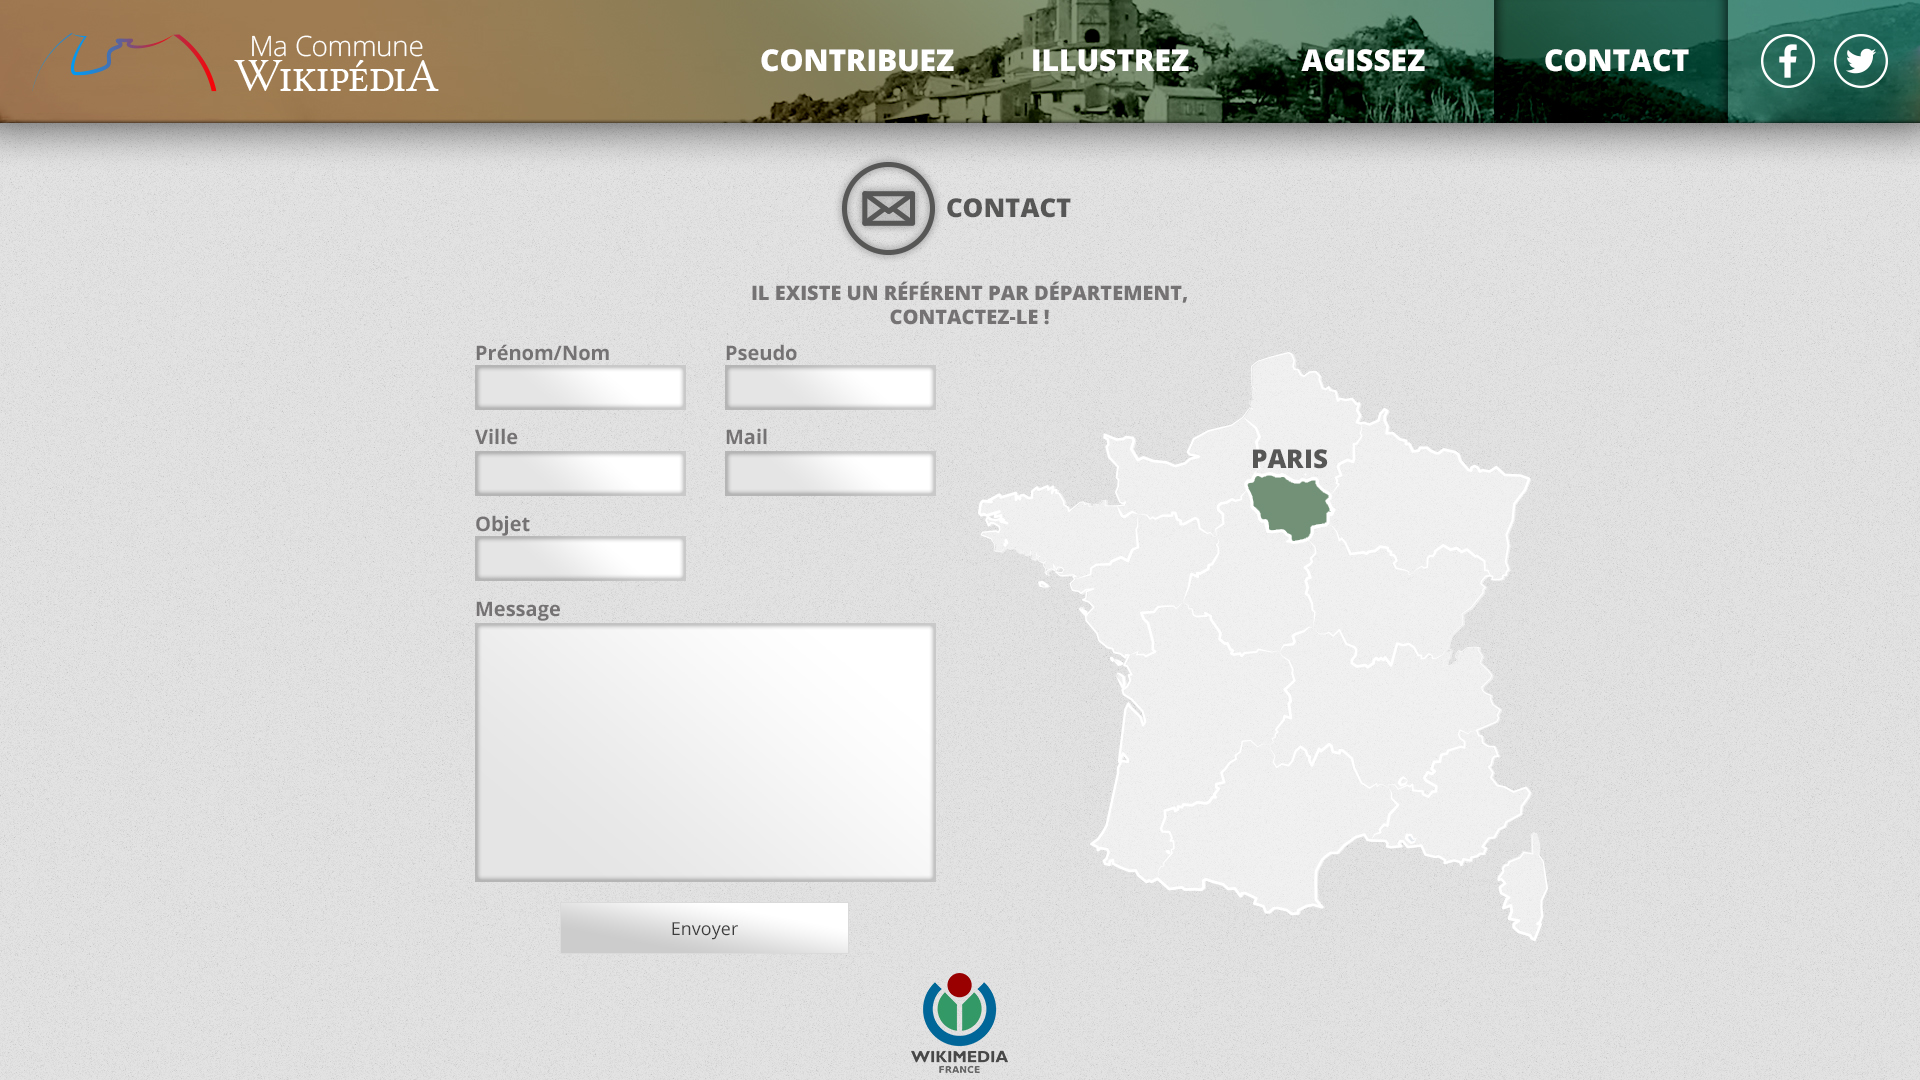 Ma Commune
WIKIPÉDIA
CONTRIBUEZ
ILLUSTREZ
AGISSEZ
CONTACT
CONTACT
IL EXISTE UN RÉFÉRENT PAR DÉPARTEMENT,
CONTACTEZ-LE !
Prénom/Nom
Pseudo
Ville
Mail
Objet
Message
Envoyer
PARIS
WIKIMEDIA
FRANCE